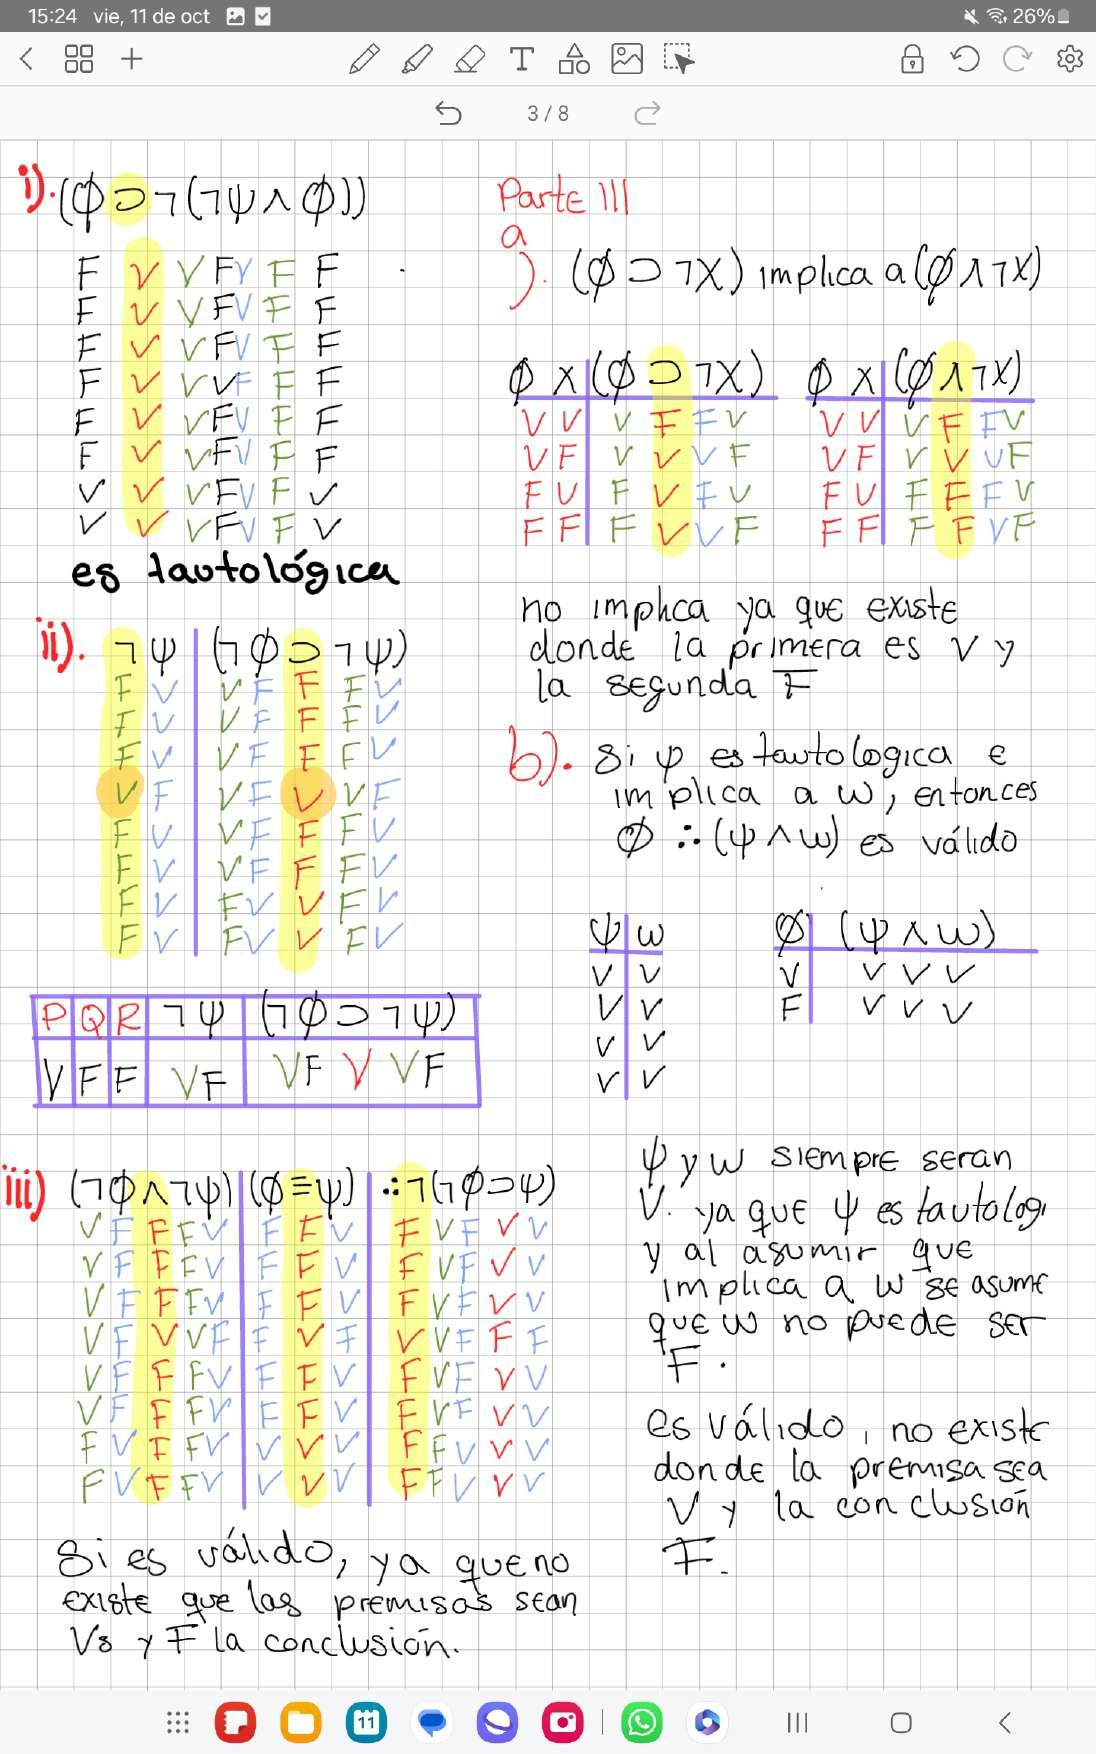 15:24 vie, 11 de oct 26%
3 / 8
i). (ϕ ⊃ ¬(¬ψ ∧ ϕ))
F V V F V F F
F V V F V F F
F V V F V F F
F V V V F F F
F V V F V F F
F V V F V F F
V V V F V F V
V V V F V F V
es tautológica
ii). ¬ψ | (¬ϕ ⊃ ¬ψ)
F V | V F F F V
F V | V F F F V
F V | V F F F V
V F | V F V V F
F V | V F F F V
F V | V F F F V
F V | F V V F V
F V | F V V F V
P Q R ¬ψ (¬ϕ ⊃ ¬ψ)
V F F V F V F V V F
iii) (¬ϕ ∧ ¬ψ) | (ϕ ≡ ψ) | ∴ ¬(¬ϕ ⊃ ψ)
V F F F V | F F V | F V F V V
V F F F V | F F V | F V F V V
V F F F V | F F V | F V F V V
V F V V F | F V F | V V F F F
V F F F V | F F V | F V F V V
V F F F V | F F V | F V F V V
F V F F V | V V V | F F V V V
F V F F V | V V V | F F V V V
Si es válido, ya que no
existe que las premisas sean
Vs y F la conclusión.
Parte III
a
). (ϕ ⊃ ¬X) implica a (ϕ ∧ ¬X)
ϕ X | (ϕ ⊃ ¬X) ϕ X | (ϕ ∧ ¬X)
V V | V F F V V V | V F F V
V F | V V V F V F | V V V F
F V | F V F V F V | F F F V
F F | F V V F F F | F F V F
no implica ya que existe
donde la primera es V y
la segunda F
b). Si ψ es tautologica e
implica a w, entonces
ϕ ∴ (ψ ∧ w) es válido
ψ | w ϕ | (ψ ∧ w)
V | V V | V V V
V | V F | V V V
V | V
V | V
ψ y w siempre seran
V. ya que ψ es tautologi
y al asumir que
implica a w se asume
que w no puede ser
F.
es válido, no existe
donde la premisa sea
V y la conclusión
F.
11